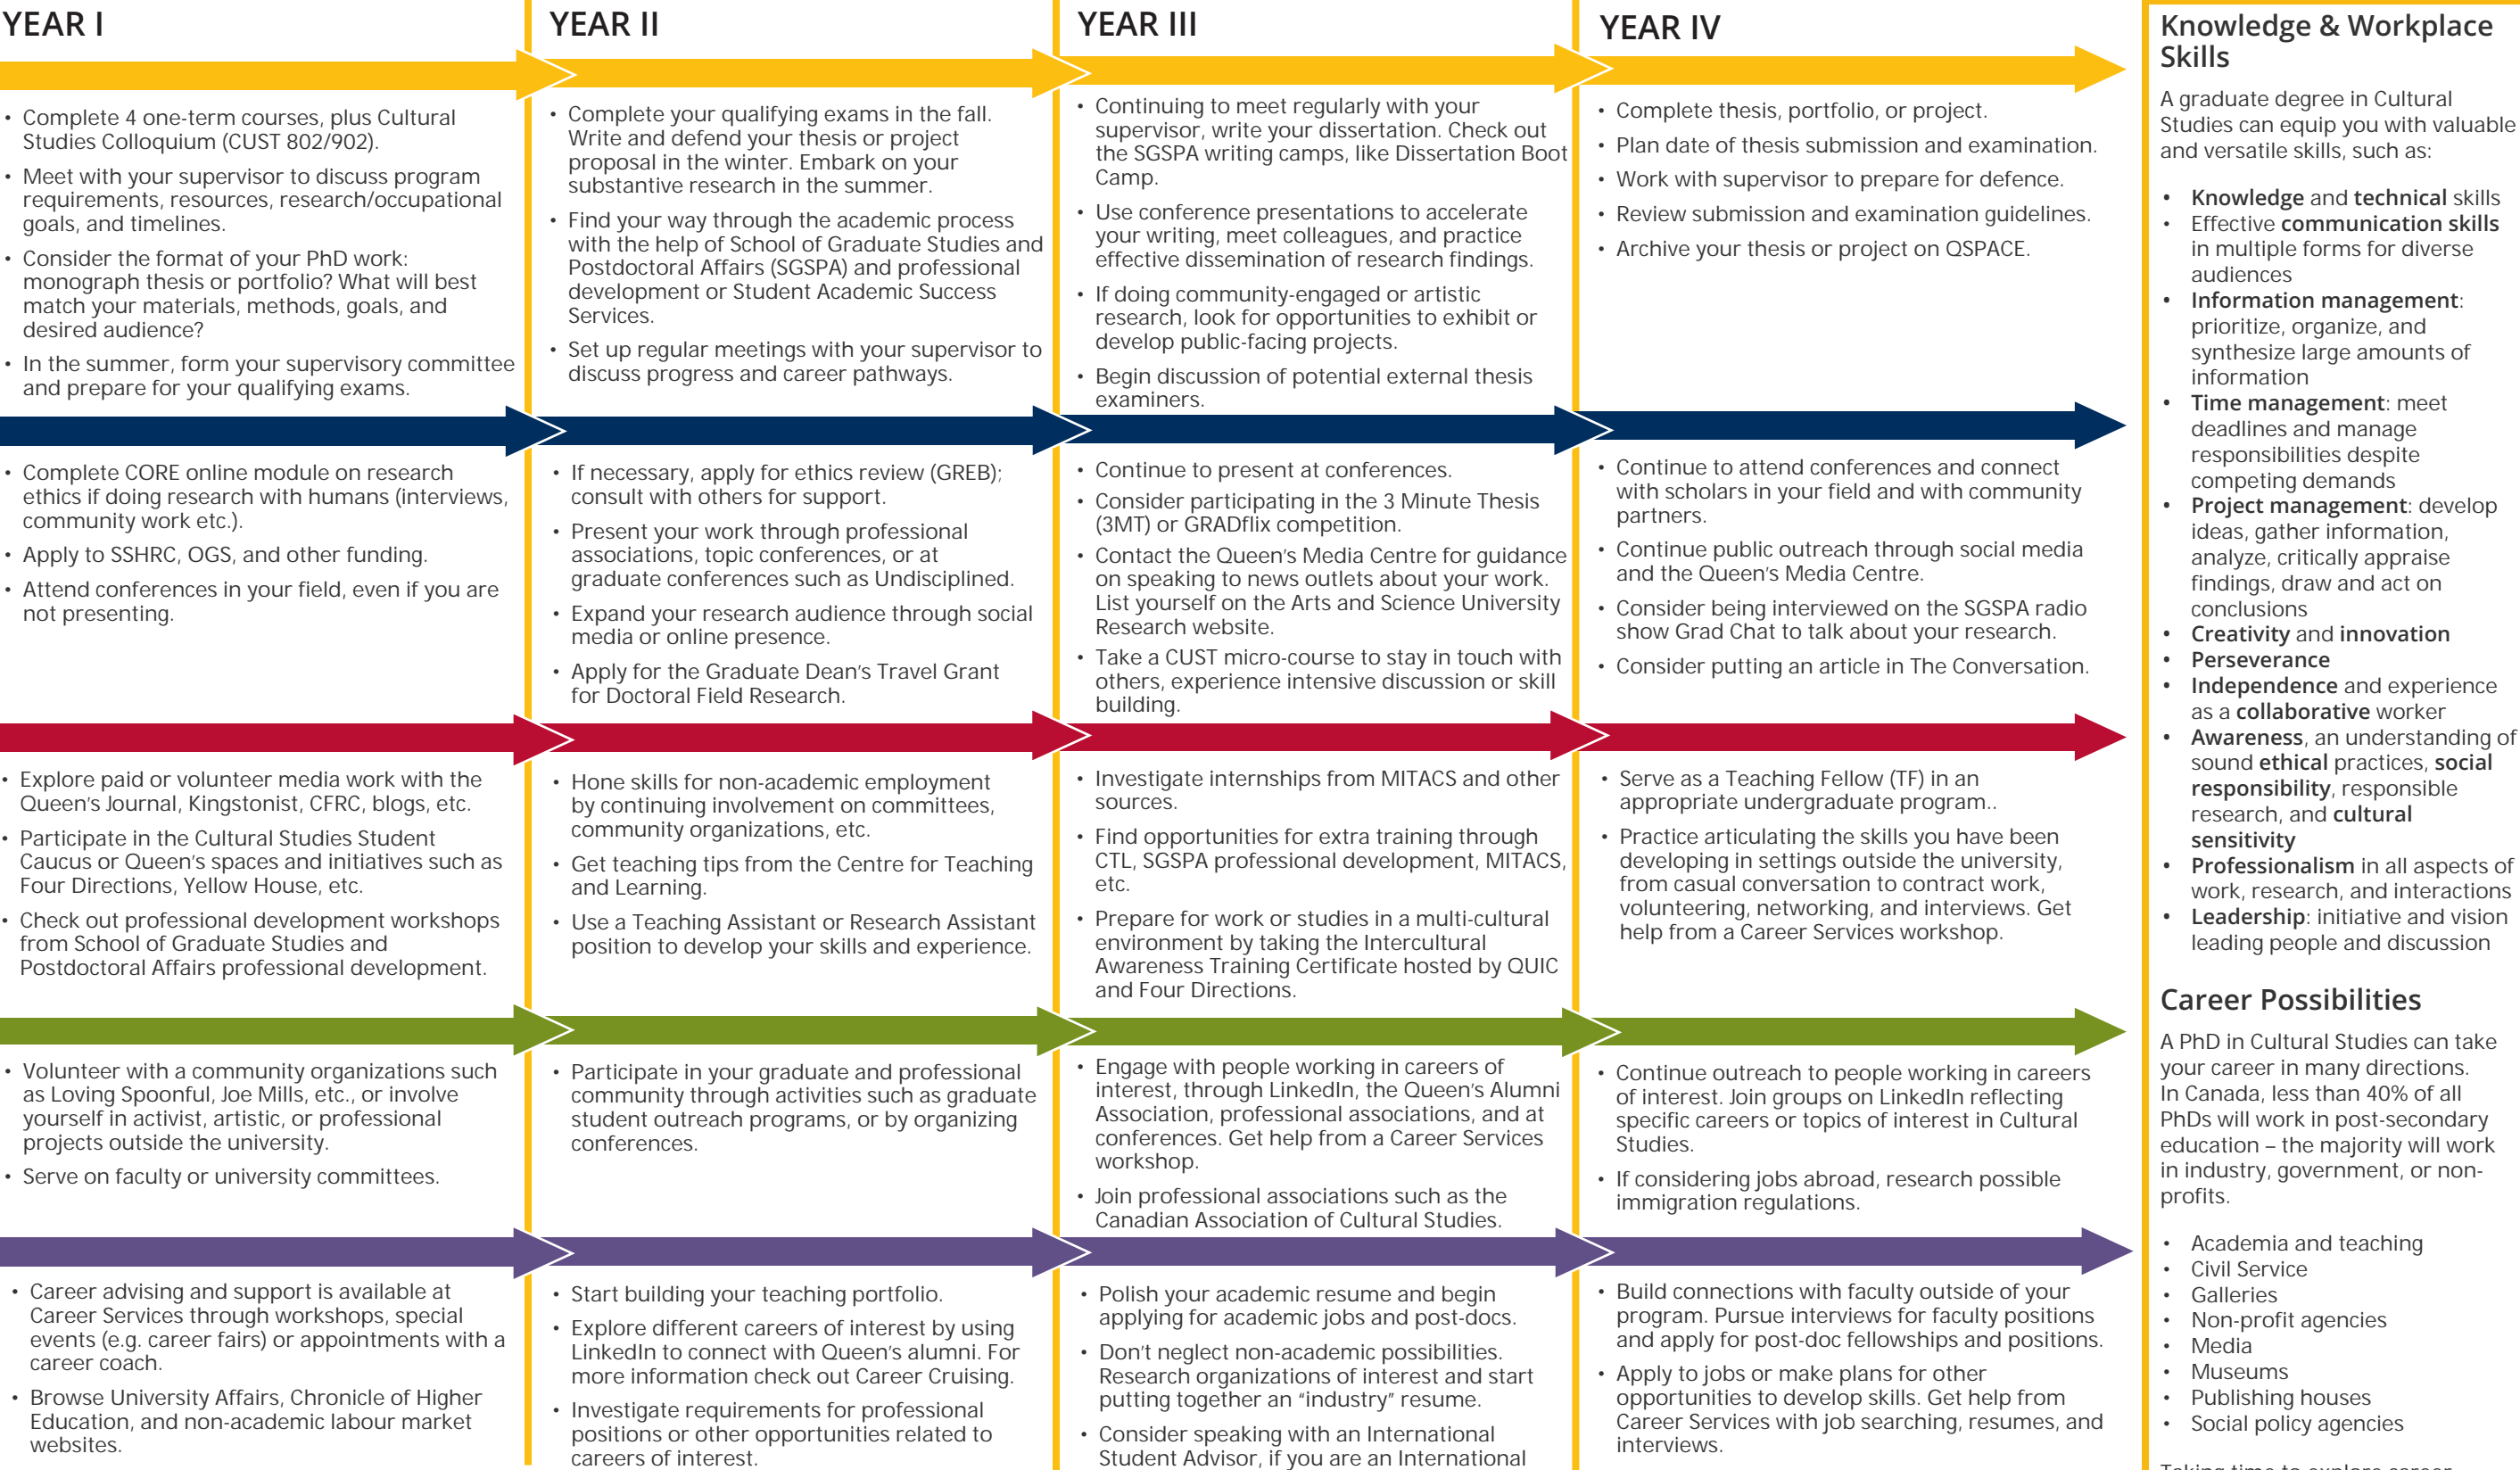 YEAR I
• Complete 4 one-term courses, plus Cultural
Studies Colloquium (CUST 802/902).
• Meet with your supervisor to discuss program
requirements, resources, research/occupational
goals, and timelines.
• Consider the format of your PhD work:
monograph thesis or portfolio? What will best
match your materials, methods, goals, and
desired audience?
• In the summer, form your supervisory committee
and prepare for your qualifying exams.
• Complete CORE online module on research
ethics if doing research with humans (interviews,
community work etc.).
• Apply to SSHRC, OGS, and other funding.
• Attend conferences in your field, even if you are
not presenting.
• Explore paid or volunteer media work with the
Queen's Journal, Kingstonist, CFRC, blogs, etc.
• Participate in the Cultural Studies Student
Caucus or Queen's spaces and initiatives such as
Four Directions, Yellow House, etc.
• Check out professional development workshops
from School of Graduate Studies and
Postdoctoral Affairs professional development.
• Volunteer with a community organizations such
as Loving Spoonful, Joe Mills, etc., or involve
yourself in activist, artistic, or professional
projects outside the university.
• Serve on faculty or university committees.
• Career advising and support is available at
Career Services through workshops, special
events (e.g. career fairs) or appointments with a
career coach.
• Browse University Affairs, Chronicle of Higher
Education, and non-academic labour market
websites.
YEAR II
• Complete your qualifying exams in the fall.
Write and defend your thesis or project
proposal in the winter. Embark on your
substantive research in the summer.
• Find your way through the academic process
with the help of School of Graduate Studies and
Postdoctoral Affairs (SGSPA) and professional
development or Student Academic Success
Services.
• Set up regular meetings with your supervisor to
discuss progress and career pathways.
• If necessary, apply for ethics review (GREB);
consult with others for support.
• Present your work through professional
associations, topic conferences, or at
graduate conferences such as Undisciplined.
• Expand your research audience through social
media or online presence.
• Apply for the Graduate Dean's Travel Grant
for Doctoral Field Research.
• Hone skills for non-academic employment
by continuing involvement on committees,
community organizations, etc.
• Get teaching tips from the Centre for Teaching
and Learning.
• Use a Teaching Assistant or Research Assistant
position to develop your skills and experience.
• Participate in your graduate and professional
community through activities such as graduate
student outreach programs, or by organizing
conferences.
• Start building your teaching portfolio.
• Explore different careers of interest by using
LinkedIn to connect with Queen's alumni. For
more information check out Career Cruising.
• Investigate requirements for professional
positions or other opportunities related to
careers of interest.
YEAR III
• Continuing to meet regularly with your
supervisor, write your dissertation. Check out
the SGSPA writing camps, like Dissertation Boot
Camp.
• Use conference presentations to accelerate
your writing, meet colleagues, and practice
effective dissemination of research findings.
• If doing community-engaged or artistic
research, look for opportunities to exhibit or
develop public-facing projects.
• Begin discussion of potential external thesis
examiners.
• Continue to present at conferences.
• Consider participating in the 3 Minute Thesis
(3MT) or GRADflix competition.
• Contact the Queen's Media Centre for guidance
on speaking to news outlets about your work.
List yourself on the Arts and Science University
Research website.
• Take a CUST micro-course to stay in touch with
others, experience intensive discussion or skill
building.
• Investigate internships from MITACS and other
sources.
• Find opportunities for extra training through
CTL, SGSPA professional development, MITACS,
etc.
• Prepare for work or studies in a multi-cultural
environment by taking the Intercultural
Awareness Training Certificate hosted by QUIC
and Four Directions.
• Engage with people working in careers of
interest, through LinkedIn, the Queen's Alumni
Association, professional associations, and at
conferences. Get help from a Career Services
workshop.
• Join professional associations such as the
Canadian Association of Cultural Studies.
• Polish your academic resume and begin
applying for academic jobs and post-docs.
• Don't neglect non-academic possibilities.
Research organizations of interest and start
putting together an "industry" resume.
• Consider speaking with an International
Student Advisor, if you are an International
YEAR IV
• Complete thesis, portfolio, or project.
• Plan date of thesis submission and examination.
• Work with supervisor to prepare for defence.
• Review submission and examination guidelines.
• Archive your thesis or project on QSPACE.
• Continue to attend conferences and connect
with scholars in your field and with community
partners.
• Continue public outreach through social media
and the Queen's Media Centre.
• Consider being interviewed on the SGSPA radio
show Grad Chat to talk about your research.
• Consider putting an article in The Conversation.
• Serve as a Teaching Fellow (TF) in an
appropriate undergraduate program..
• Practice articulating the skills you have been
developing in settings outside the university,
from casual conversation to contract work,
volunteering, networking, and interviews. Get
help from a Career Services workshop.
• Continue outreach to people working in careers
of interest. Join groups on LinkedIn reflecting
specific careers or topics of interest in Cultural
Studies.
• If considering jobs abroad, research possible
immigration regulations.
• Build connections with faculty outside of your
program. Pursue interviews for faculty positions
and apply for post-doc fellowships and positions.
• Apply to jobs or make plans for other
opportunities to develop skills. Get help from
Career Services with job searching, resumes, and
interviews.
Knowledge & Workplace
Skills
A graduate degree in Cultural
Studies can equip you with valuable
and versatile skills, such as:
• Knowledge and technical skills
• Effective communication skills
in multiple forms for diverse
audiences
• Information management:
prioritize, organize, and
synthesize large amounts of
information
• Time management: meet
deadlines and manage
responsibilities despite
competing demands
• Project management: develop
ideas, gather information,
analyze, critically appraise
findings, draw and act on
conclusions
• Creativity and innovation
• Perseverance
• Independence and experience
as a collaborative worker
• Awareness, an understanding of
sound ethical practices, social
responsibility, responsible
research, and cultural
sensitivity
• Professionalism in all aspects of
work, research, and interactions
• Leadership: initiative and vision
leading people and discussion
Career Possibilities
A PhD in Cultural Studies can take
your career in many directions.
In Canada, less than 40% of all
PhDs will work in post-secondary
education – the majority will work
in industry, government, or non-
profits.
• Academia and teaching
• Civil Service
• Galleries
• Non-profit agencies
• Media
• Museums
• Publishing houses
• Social policy agencies
Taking time to explore career